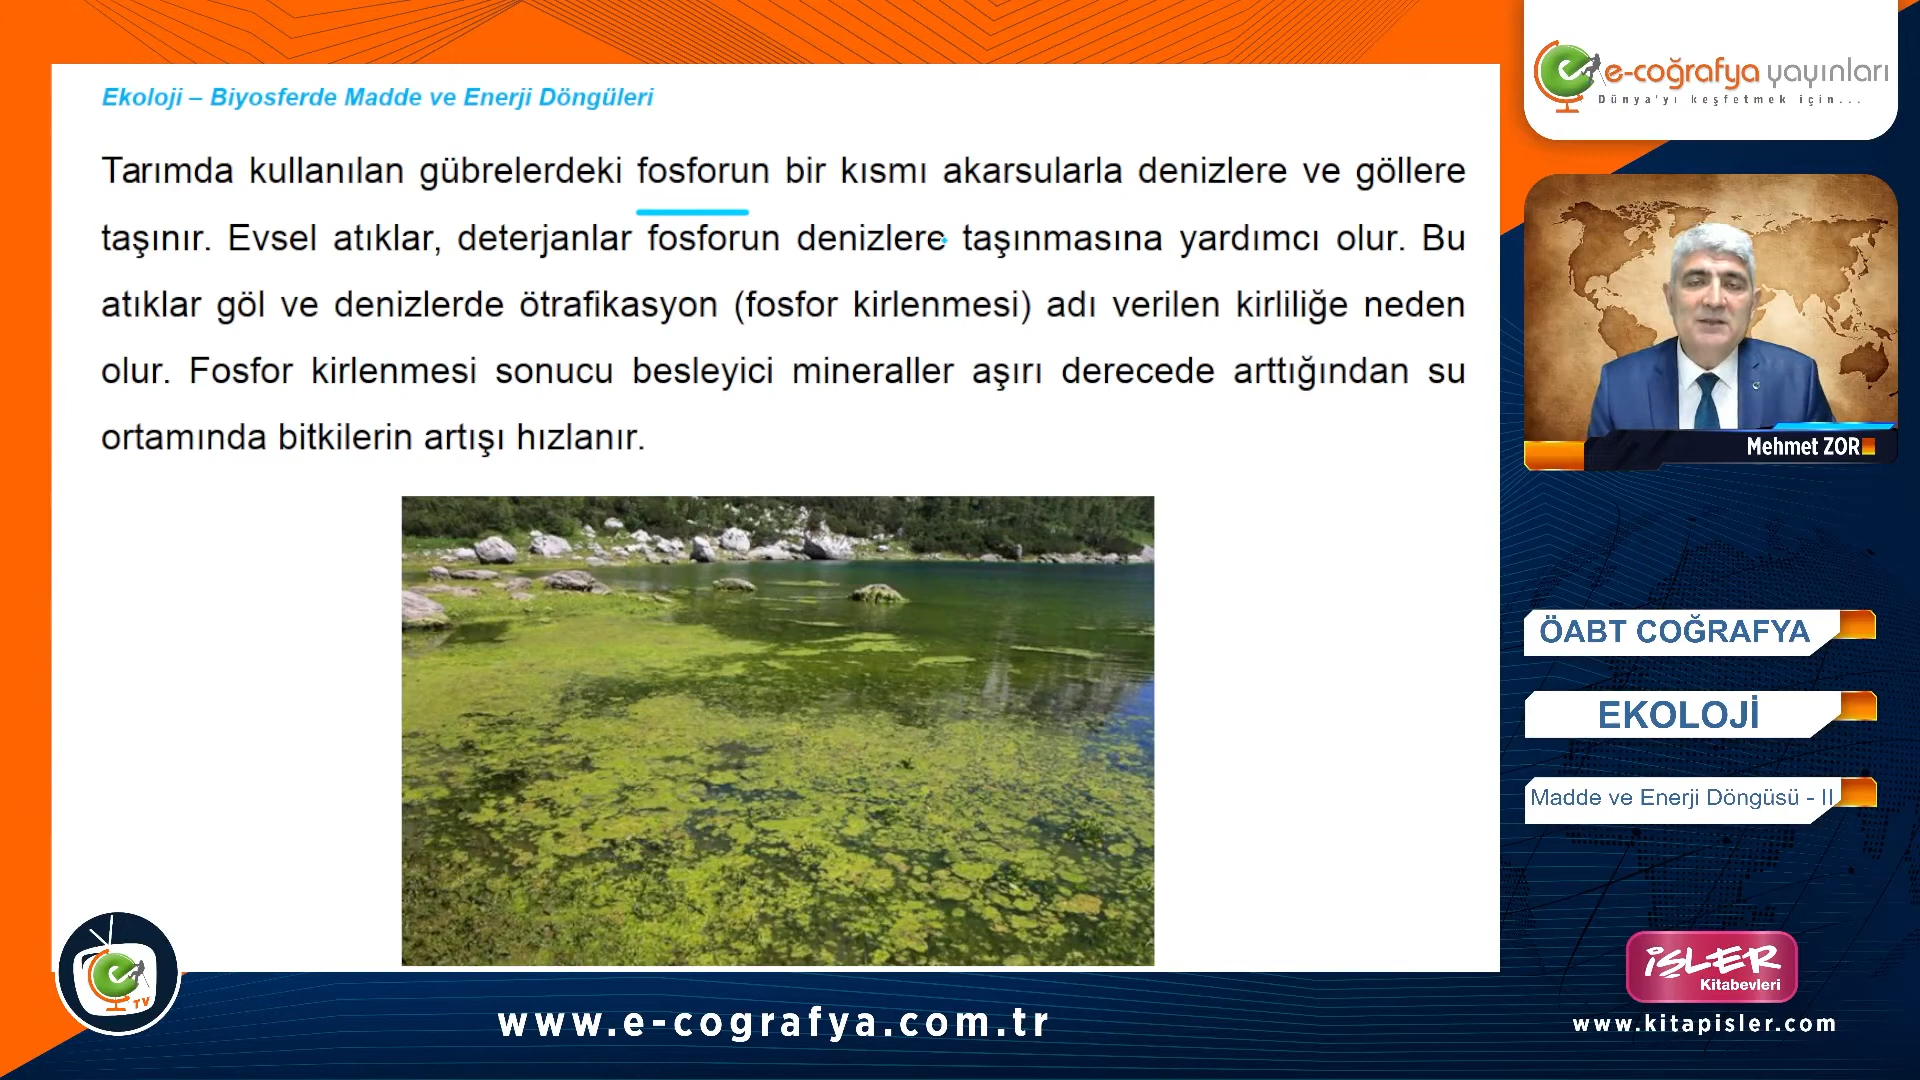 Ekoloji – Biyosferde Madde ve Enerji Döngüleri
Tarımda kullanılan gübrelerdeki fosforun bir kısmı akarsularla denizlere ve göllere
taşınır. Evsel atıklar, deterjanlar fosforun denizlere taşınmasına yardımcı olur. Bu
atıklar göl ve denizlerde ötrafikasyon (fosfor kirlenmesi) adı verilen kirliliğe neden
olur. Fosfor kirlenmesi sonucu besleyici mineraller aşırı derecede arttığından su
ortamında bitkilerin artışı hızlanır.
e-coğrafya yayınları
Dünya'yı keşfetmek için...
Mehmet ZOR
ÖABT COĞRAFYA
EKOLOJİ
Madde ve Enerji Döngüsü - II
İŞLER
Kitabevleri
www.kitapisler.com
e TV
www.e-cografya.com.tr